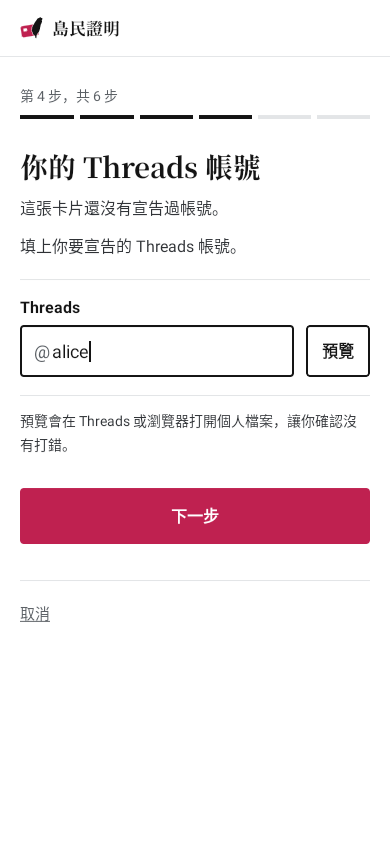 島民證明
第 4 步，共 6 步
你的 Threads 帳號
這張卡片還沒有宣告過帳號。
填上你要宣告的 Threads 帳號。
Threads
@alice
預覽
預覽會在 Threads 或瀏覽器打開個人檔案，讓你確認沒
有打錯。
下一步
取消